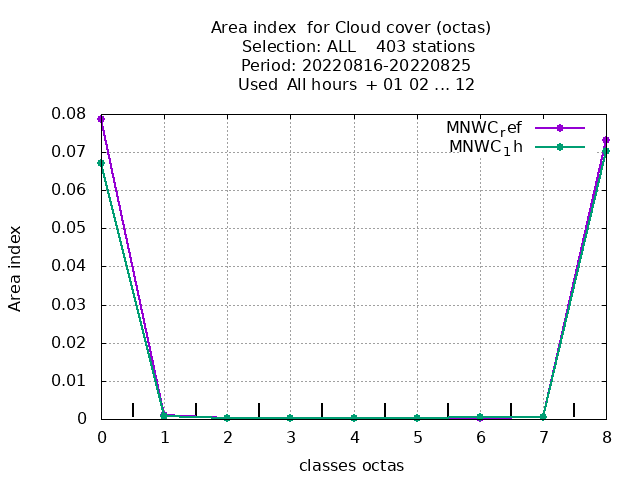 Area index  for Cloud cover (octas)
Selection: ALL    403 stations
Period: 20220816-20220825
Used  All hours  + 01 02 ... 12
MNWC_ref
MNWC_1h
0.08
0.07
0.06
0.05
0.04
0.03
0.02
0.01
0
Area index
0 1 2 3 4 5 6 7 8
classes octas